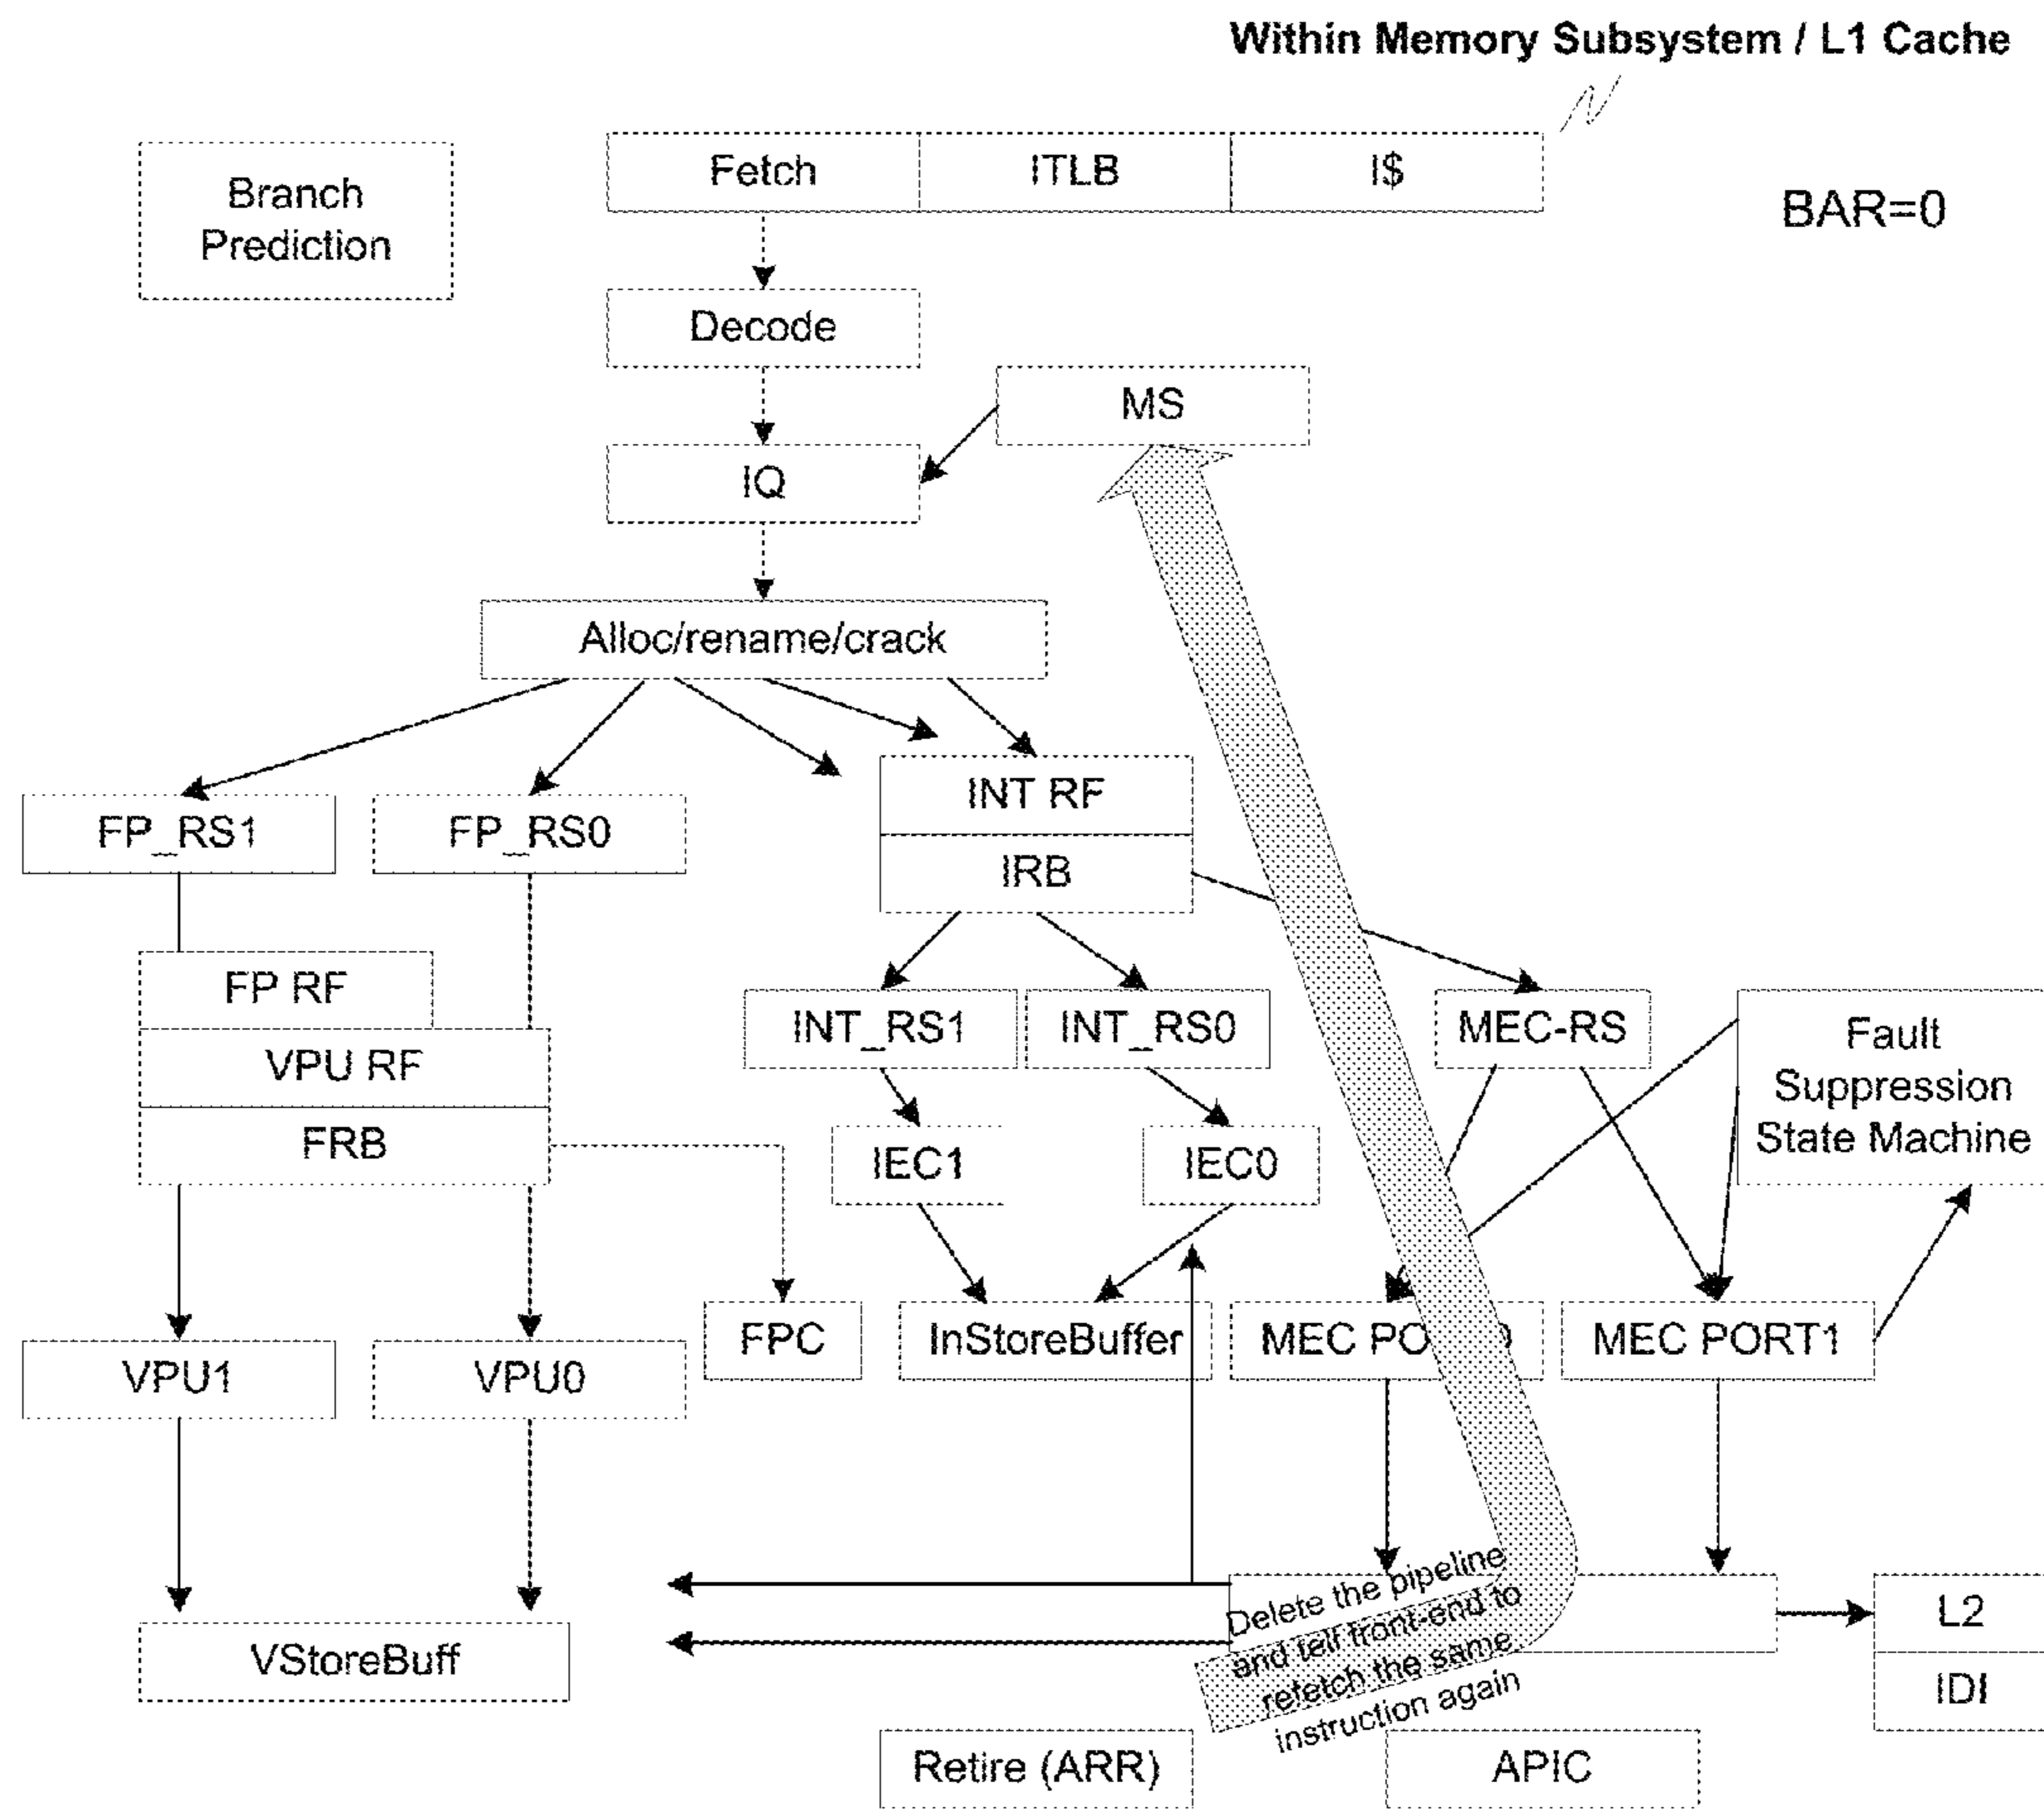 Within Memory Subsystem / L1 Cache
Branch
Prediction
Fetch
ITLB
I$
BAR=0
Decode
MS
IQ
Alloc/rename/crack
INT RF
FP_RS1
FP_RS0
IRB
FP RF
INT_RS1
INT_RS0
MEC-RS
Fault
Suppression
State Machine
VPU RF
FRB
IEC1
IEC0
FPC
InStoreBuffer
MEC
MEC PORT1
VPU1
VPU0
Delete the pipeline
and tell front-end to
refetch the same
instruction again
L2
VStoreBuff
IDI
Retire (ARR)
APIC